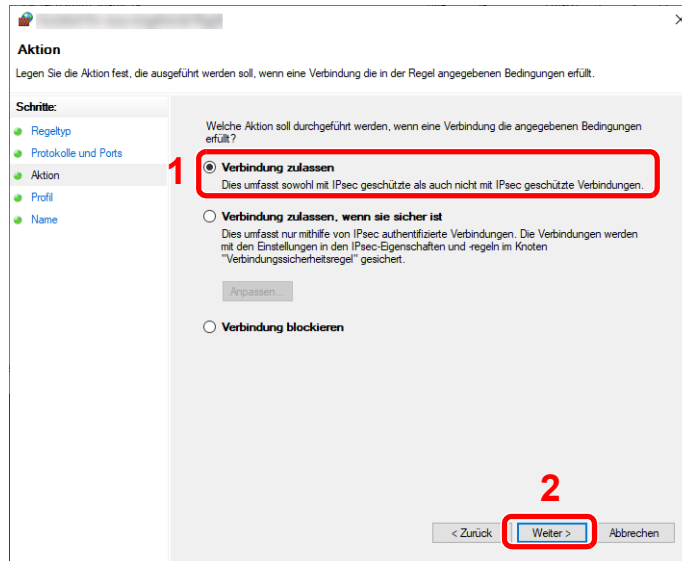 Aktion
Legen Sie die Aktion fest, die ausgeführt werden soll, wenn eine Verbindung die in der Regel angegebenen Bedingungen erfüllt.
Schritte:
Regeltyp
Protokolle und Ports
Aktion
Profil
Name
Welche Aktion soll durchgeführt werden, wenn eine Verbindung die angegebenen Bedingungen
erfüllt?
1
Verbindung zulassen
Dies umfasst sowohl mit IPsec geschützte als auch nicht mit IPsec geschützte Verbindungen.
Verbindung zulassen, wenn sie sicher ist
Dies umfasst nur mithilfe von IPsec authentifizierte Verbindungen. Die Verbindungen werden
mit den Einstellungen in den IPsec-Eigenschaften und -regeln im Knoten
"Verbindungssicherheitsregel" gesichert.
Anpassen...
Verbindung blockieren
2
< Zurück
Weiter >
Abbrechen